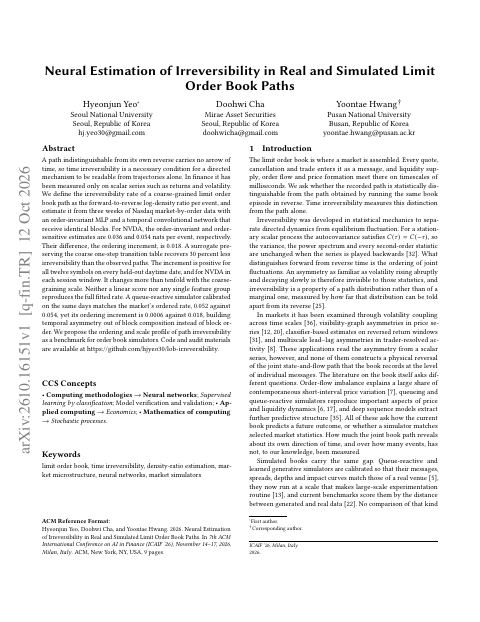 Neural Estimation of Irreversibility in Real and Simulated Limit
Order Book Paths
Hyeonjun Yeo*
Seoul National University
Seoul, Republic of Korea
hj.yeo30@gmail.com
Doohwi Cha
Mirae Asset Securities
Seoul, Republic of Korea
doohwicha@gmail.com
Yoontae Hwang†
Pusan National University
Busan, Republic of Korea
yoontae.hwang@pusan.ac.kr
arXiv:2610.16151v1 [q-fin.TR] 12 Oct 2026
Abstract
A path indistinguishable from its own reverse carries no arrow of
time, so time irreversibility is a necessary condition for a directed
mechanism to be readable from trajectories alone. In finance it has
been measured only on scalar series such as returns and volatility.
We define the irreversibility rate of a coarse-grained limit order
book path as the forward-to-reverse log-density ratio per event, and
estimate it from three weeks of Nasdaq market-by-order data with
an order-invariant MLP and a temporal convolutional network that
receive identical blocks. For NVDA, the order-invariant and order-
sensitive estimates are 0.036 and 0.054 nats per event, respectively.
Their difference, the ordering increment, is 0.018. A surrogate pre-
serving the coarse one-step transition table recovers 30 percent less
irreversibility than the observed paths. The increment is positive for
all twelve symbols on every held-out daytime date, and for NVDA in
each session window. It changes more than tenfold with the coarse-
graining scale. Neither a linear score nor any single feature group
reproduces the full fitted rate. A queue-reactive simulator calibrated
on the same days matches the market's ordered rate, 0.052 against
0.054, yet its ordering increment is 0.0006 against 0.018, building
temporal asymmetry out of block composition instead of block or-
der. We propose the ordering and scale profile of path irreversibility
as a benchmark for order book simulators. Code and audit materials
are available at https://github.com/hjyeon30/lob-irreversibility.
CCS Concepts
• Computing methodologies → Neural networks; Supervised
learning by classification; Model verification and validation; • Ap-
plied computing → Economics; • Mathematics of computing
→ Stochastic processes.
Keywords
limit order book, time irreversibility, density-ratio estimation, mar-
ket microstructure, neural networks, market simulators
ACM Reference Format:
Hyeonjun Yeo, Doohwi Cha, and Yoontae Hwang. 2026. Neural Estimation
of Irreversibility in Real and Simulated Limit Order Book Paths. In 7th ACM
International Conference on AI in Finance (ICAIF '26), November 14–17, 2026,
Milan, Italy. ACM, New York, NY, USA, 9 pages.
1 Introduction
The limit order book is where a market is assembled. Every quote,
cancellation and trade enters it as a message, and liquidity sup-
ply, order flow and price formation meet there on timescales of
milliseconds. We ask whether the recorded path is statistically dis-
tinguishable from the path obtained by running the same book
episode in reverse. Time irreversibility measures this distinction
from the path alone.
Irreversibility was developed in statistical mechanics to sepa-
rate directed dynamics from equilibrium fluctuation. For a station-
ary scalar process the autocovariance satisfies C(τ) = C(−τ), so
the variance, the power spectrum and every second-order statistic
are unchanged when the series is played backwards [32]. What
distinguishes forward from reverse time is the ordering of joint
fluctuations. An asymmetry as familiar as volatility rising abruptly
and decaying slowly is therefore invisible to those statistics, and
irreversibility is a property of a path distribution rather than of a
marginal one, measured by how far that distribution can be told
apart from its reverse [25].
In markets it has been examined through volatility coupling
across time scales [36], visibility-graph asymmetries in price se-
ries [12, 20], classifier-based estimates on reversed return windows
[31], and multiscale lead–lag asymmetries in trader-resolved ac-
tivity [8]. These applications read the asymmetry from a scalar
series, however, and none of them constructs a physical reversal
of the joint state-and-flow path that the book records at the level
of individual messages. The literature on the book itself asks dif-
ferent questions. Order-flow imbalance explains a large share of
contemporaneous short-interval price variation [7], queueing and
queue-reactive models reproduce important aspects of price
and liquidity dynamics [6, 17], and deep sequence models extract
further predictive structure [35]. All of these ask how the current
book predicts a future outcome, or whether a simulator matches
selected market statistics. How much the joint book path reveals
about its own direction of time, and over how many events, has
not, to our knowledge, been measured.
Simulated books carry the same gap. Queue-reactive and
learned generative simulators are calibrated so that their messages,
spreads, depths and impact curves match those of a real venue [5],
they now run at a scale that makes large-scale experimentation
routine [13], and current benchmarks score them by the distance
between generated and real data [22]. No comparison of that kind
*First author.
†Corresponding author.
ICAIF '26, Milan, Italy
2026.